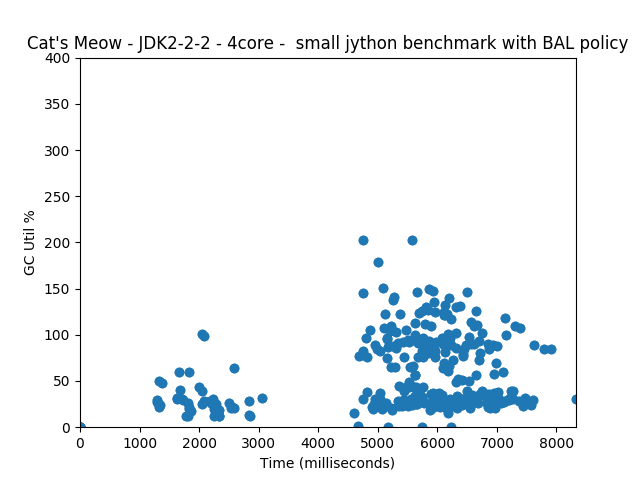 Cat's Meow - JDK2-2-2 - 4core -  small jython benchmark with BAL policy
400
350
300
250
200
150
100
50
0
GC Util %
0 1000 2000 3000 4000 5000 6000 7000 8000
Time (milliseconds)